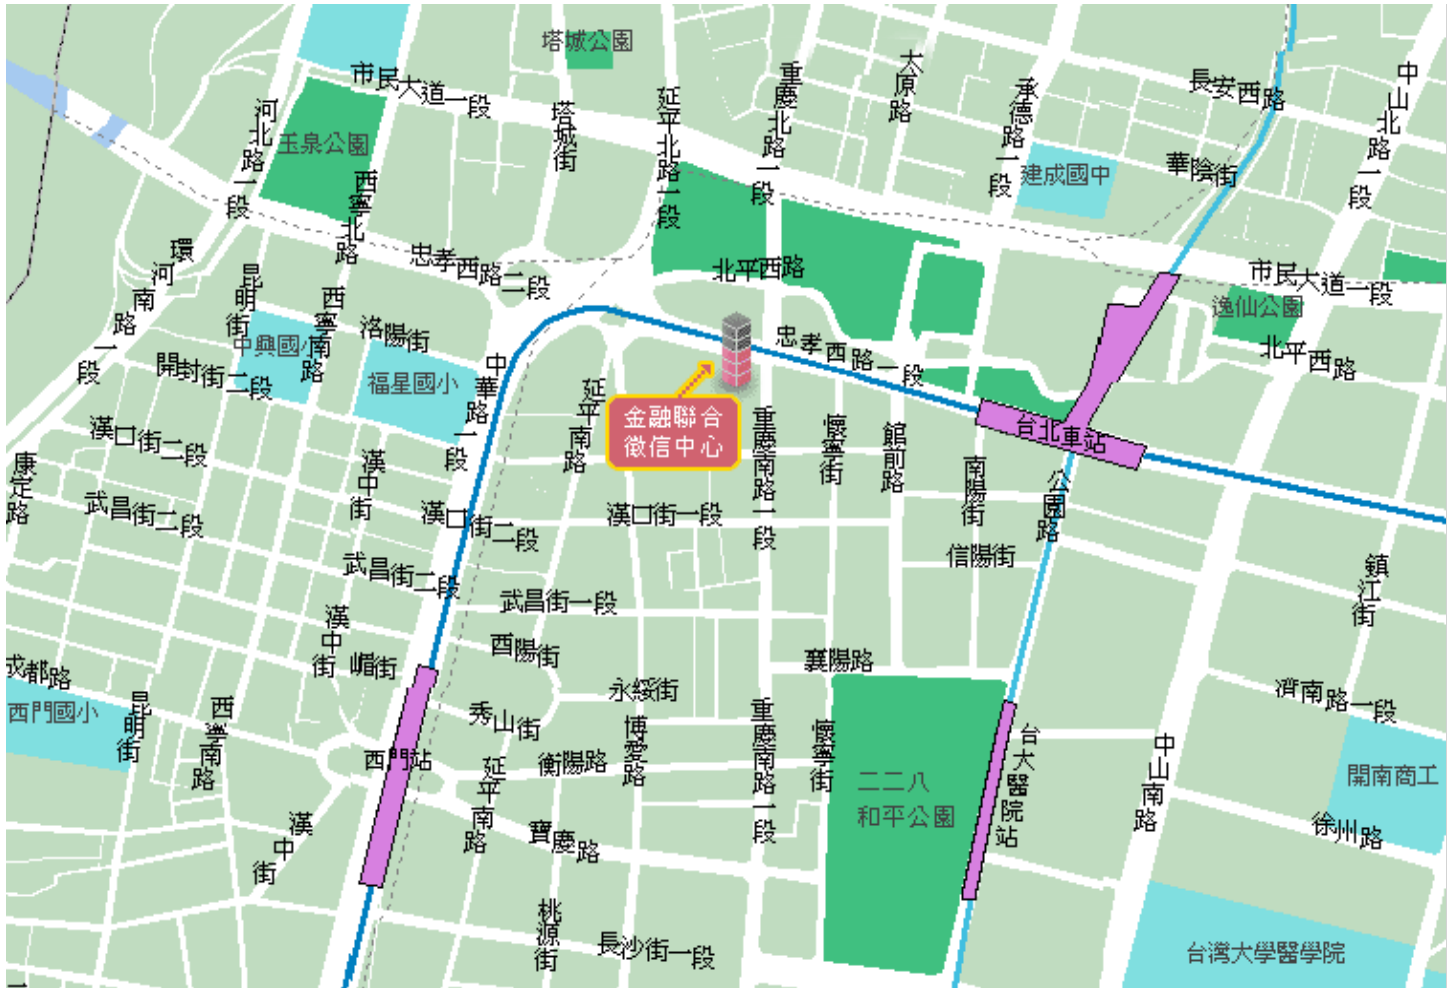 塔城公園
市民大道一段
玉泉公園
河北路一段
西寧北路
塔城街
延平北路一段
重慶北路一段
太原路
承德路一段
長安西路
中山北路一段
華陰街
建成國中
環河南路一段
忠孝西路二段
北平西路
市民大道一段
逸仙公園
北平西路
昆明街
西寧南路
中興國小
洛陽街
開封街二段
福星國小
中華路一段
忠孝西路一段
延平南路
金融聯合
徵信中心
重慶南路一段
懷寧街
館前路
台北車站
南陽街
公園路
漢口街二段
漢中街
康定路
武昌街二段
漢口街二段
漢口街一段
信陽街
鎮江街
武昌街二段
武昌街一段
漢中街
峨街
酉陽街
襄陽路
成都路
西門國小
昆明街
西寧南路
永綏街
秀山街
博愛路
重慶南路一段
懷寧街
濟南路一段
西門站
衡陽路
延平南路
二二八
和平公園
台大醫院站
中山南路
開南商工
徐州路
漢中街
寶慶路
桃源街
長沙街一段
台灣大學醫學院